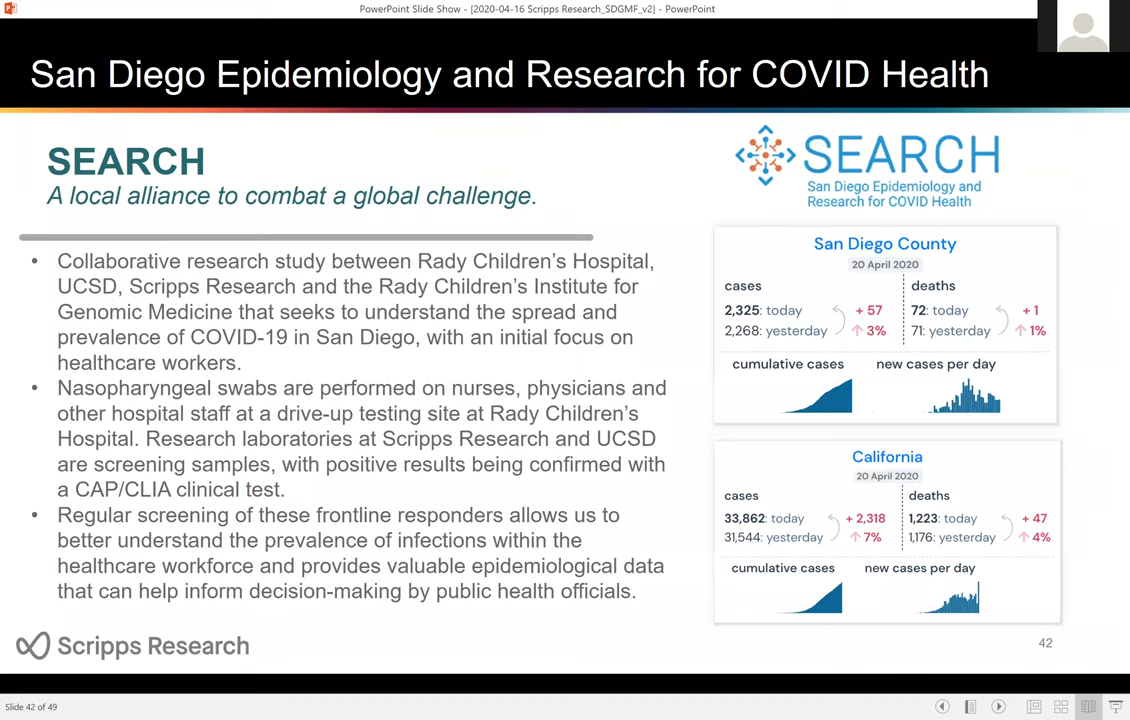 PowerPoint Slide Show - [2020-04-16 Scripps Research_SDGMF_v2] - PowerPoint
San Diego Epidemiology and Research for COVID Health
SEARCH
A local alliance to combat a global challenge.
• Collaborative research study between Rady Children's Hospital,
UCSD, Scripps Research and the Rady Children's Institute for
Genomic Medicine that seeks to understand the spread and
prevalence of COVID-19 in San Diego, with an initial focus on
healthcare workers.
• Nasopharyngeal swabs are performed on nurses, physicians and
other hospital staff at a drive-up testing site at Rady Children's
Hospital. Research laboratories at Scripps Research and UCSD
are screening samples, with positive results being confirmed with
a CAP/CLIA clinical test.
• Regular screening of these frontline responders allows us to
better understand the prevalence of infections within the
healthcare workforce and provides valuable epidemiological data
that can help inform decision-making by public health officials.
SEARCH
San Diego Epidemiology and
Research for COVID Health
San Diego County
20 April 2020
cases deaths
2,325: today + 57 72: today + 1
2,268: yesterday ↑ 3% 71: yesterday ↑ 1%
cumulative cases new cases per day
California
20 April 2020
cases deaths
33,862: today + 2,318 1,223: today + 47
31,544: yesterday ↑ 7% 1,176: yesterday ↑ 4%
cumulative cases new cases per day
Scripps Research
42
Slide 42 of 49